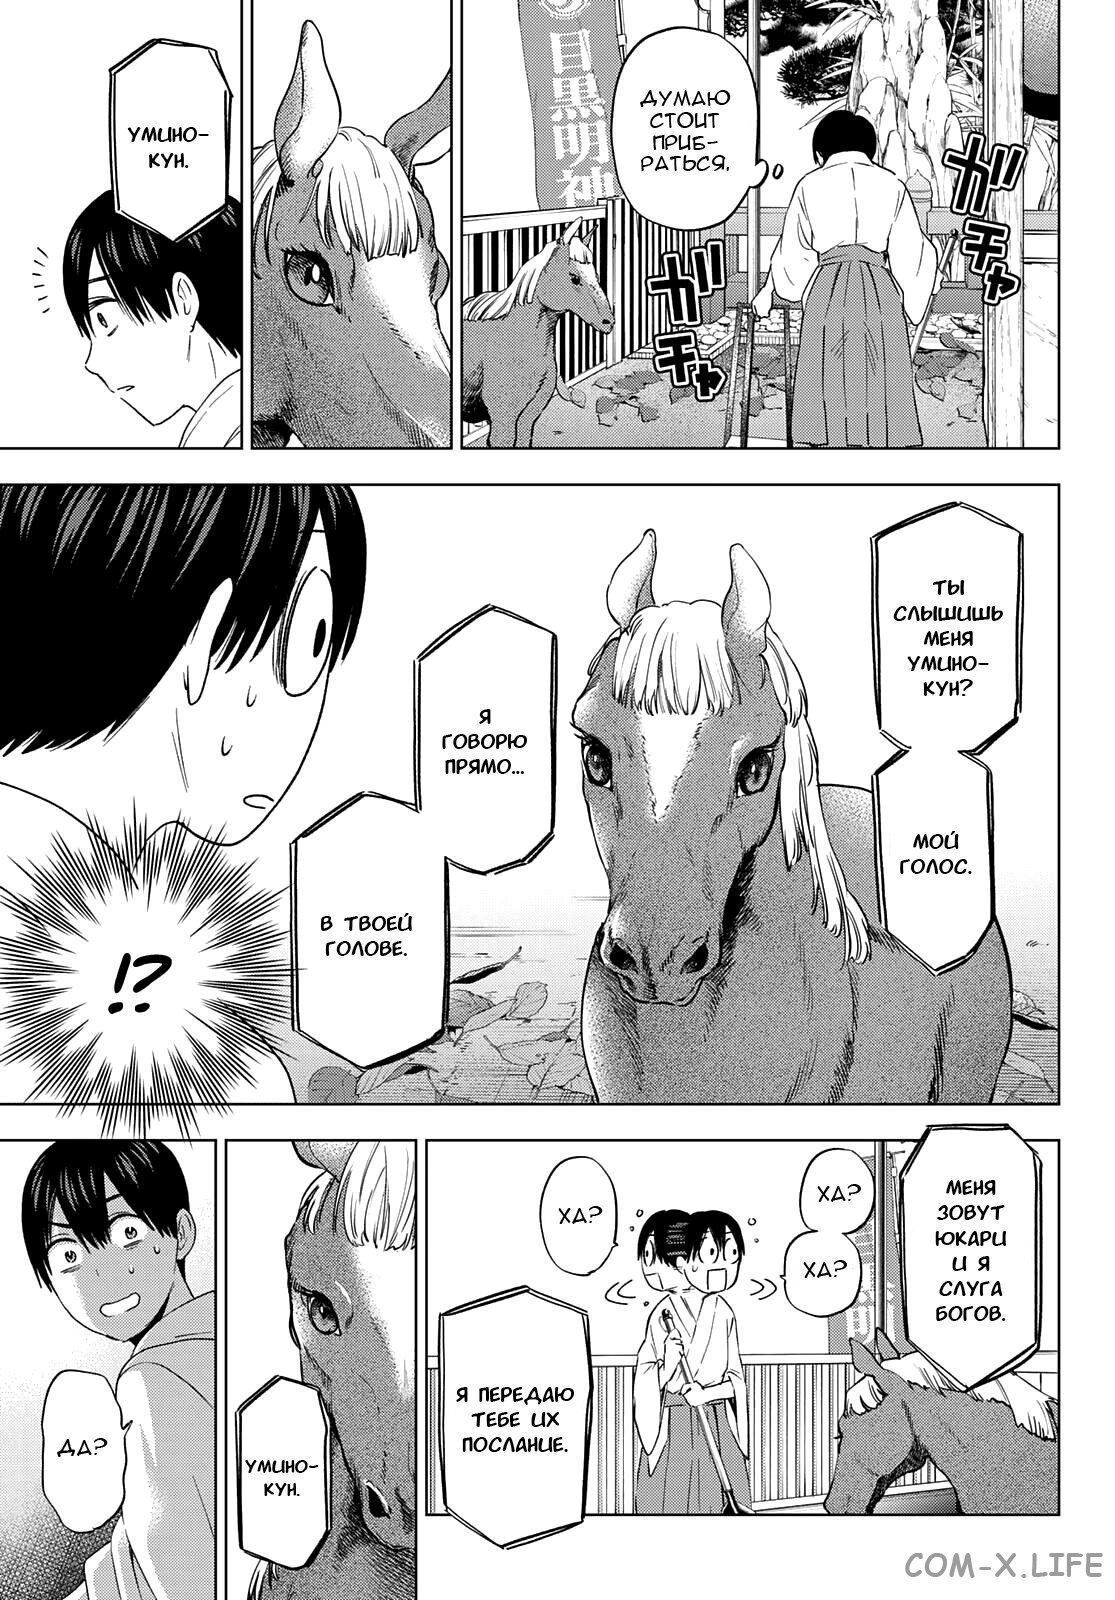 目黒明神
ДУМАЮ
СТОИТ
ПРИБ-
РАТЬСЯ.
ガチャ
ガチャ
УМИНО-
КУН.
ТЫ
СЛЫШИШЬ
МЕНЯ
УМИНО-
КУН?
МОЙ
ГОЛОС.
Я
ГОВОРЮ
ПРЯМО...
В ТВОЕЙ
ГОЛОВЕ.
!?
МЕНЯ
ЗОВУТ
ЮКАРИ
И Я
СЛУГА
БОГОВ.
ХА?
ХА?
ХА?
Я ПЕРЕДАЮ
ТЕБЕ ИХ
ПОСЛАНИЕ.
УМИНО-
КУН.
ДА?
COM-X.LIFE